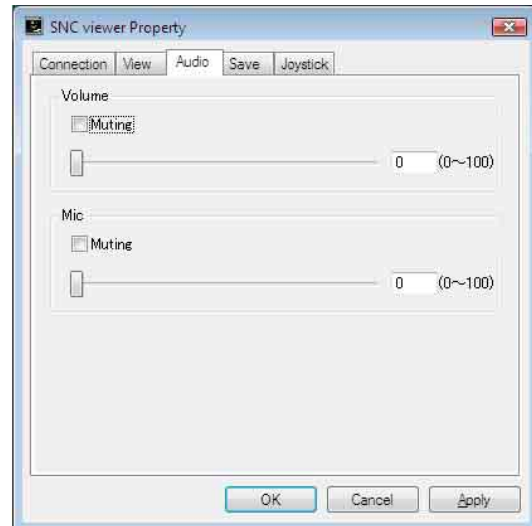 SNC viewer Property
Connection View Audio Save Joystick
Volume
Muting
0 (0～100)
Mic
Muting
0 (0～100)
OK Cancel Apply